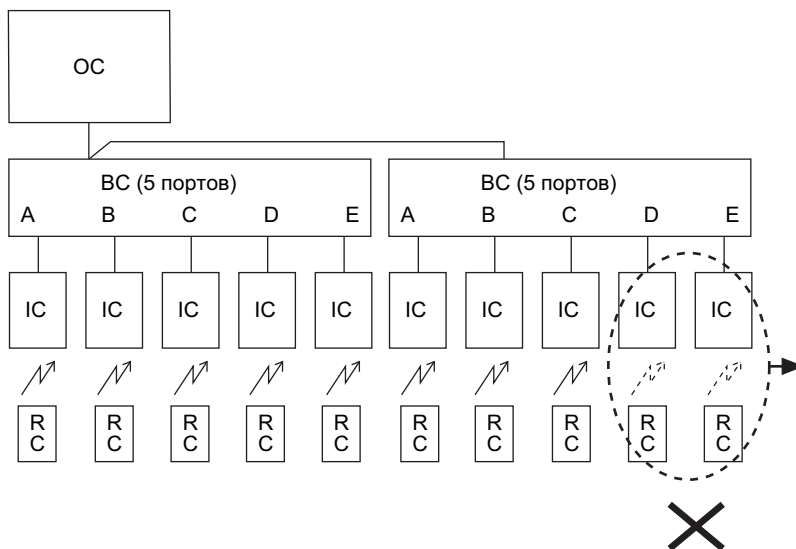 OC
BC (5 портов)
A B C D E
BC (5 портов)
A B C D E
IC IC IC IC IC IC IC IC IC IC
R R R R R R R R R R
C C C C C C C C C C